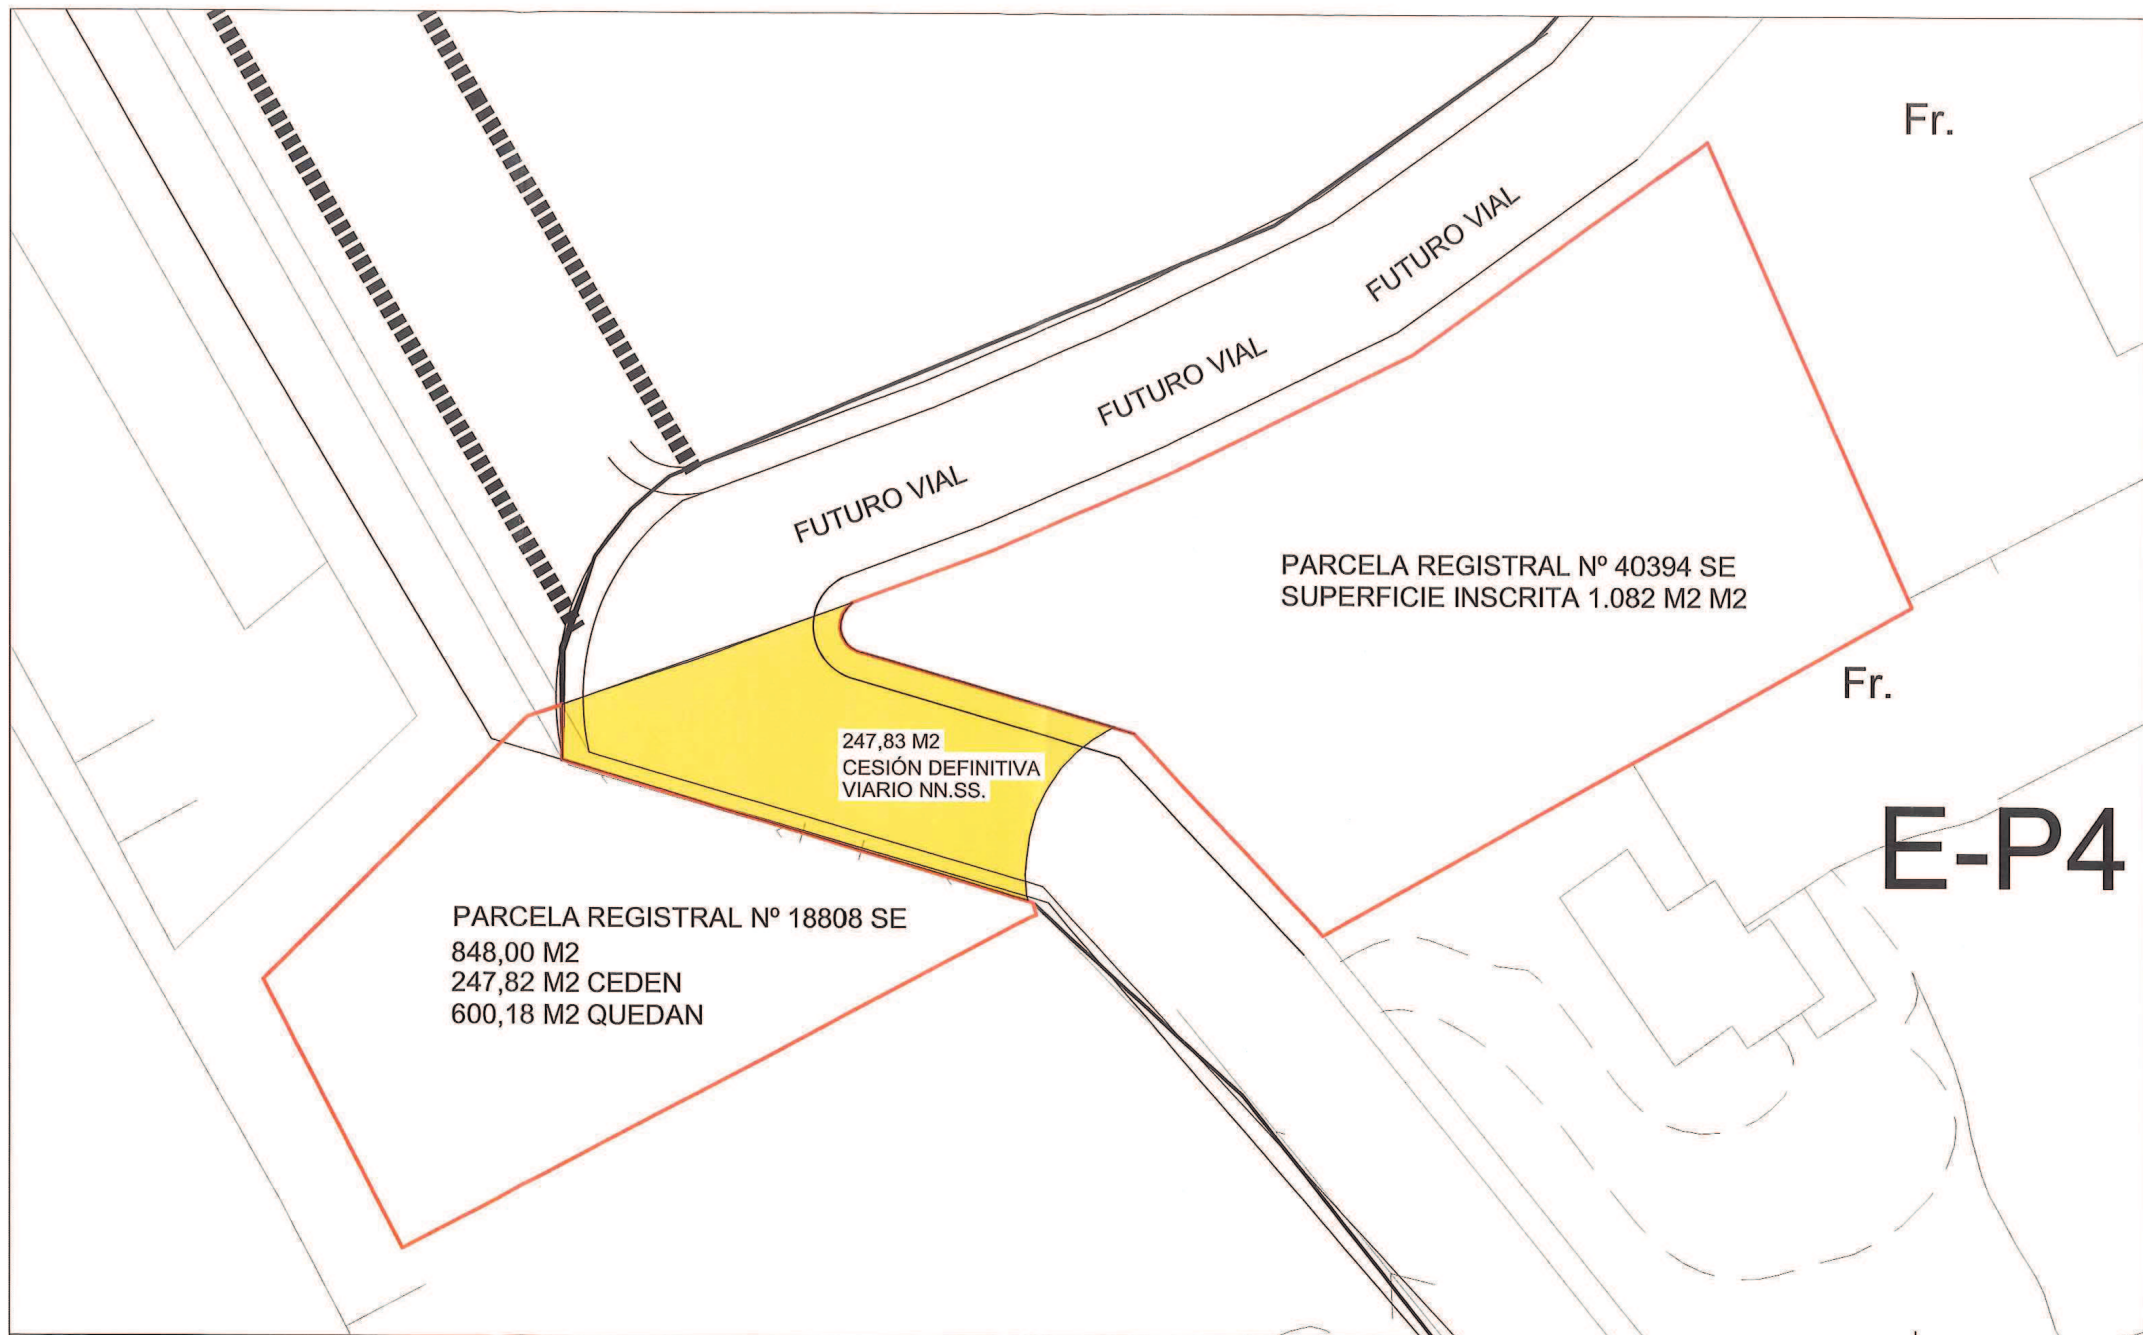 Fr.
FUTURO VIAL
FUTURO VIAL
FUTURO VIAL
PARCELA REGISTRAL Nº 40394 SE
SUPERFICIE INSCRITA 1.082 M2 M2
Fr.
247,83 M2
CESIÓN DEFINITIVA
VIARIO NN.SS.
E-P4
PARCELA REGISTRAL Nº 18808 SE
848,00 M2
247,82 M2 CEDEN
600,18 M2 QUEDAN